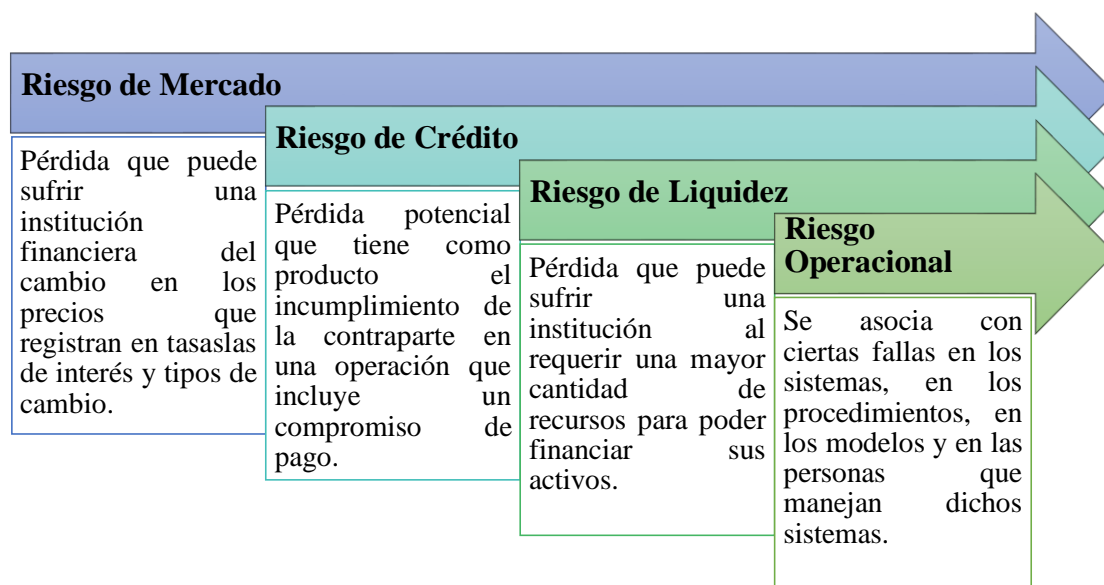 Riesgo de Mercado
Pérdida que puede
sufrir una
institución
financiera del
cambio en los
precios que
registran en tasaslas
de interés y tipos de
cambio.
Riesgo de Crédito
Pérdida potencial
que tiene como
producto el
incumplimiento de
la contraparte en
una operación que
incluye un
compromiso de
pago.
Riesgo de Liquidez
Pérdida que puede
sufrir una
institución al
requerir una mayor
cantidad de
recursos para poder
financiar sus
activos.
Riesgo
Operacional
Se asocia con
ciertas fallas en los
sistemas, en los
procedimientos, en
los modelos y en las
personas que
manejan dichos
sistemas.